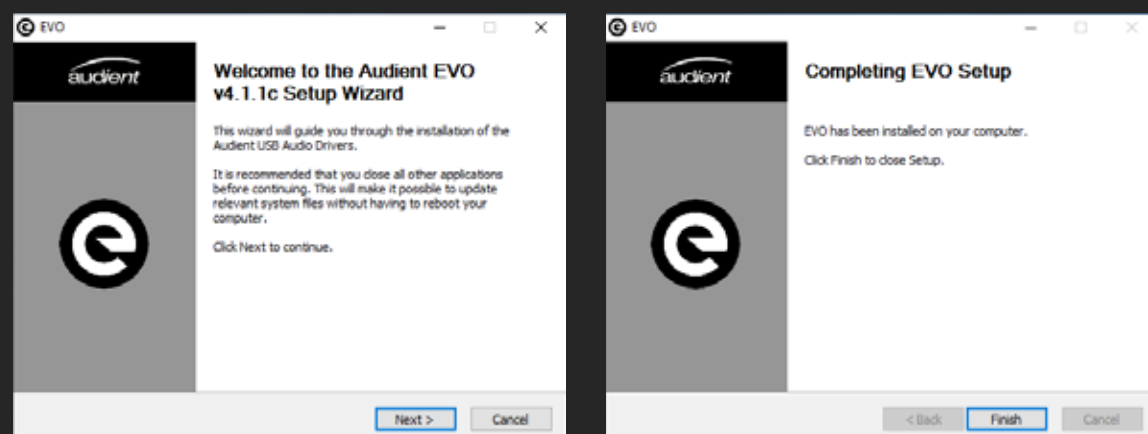 EVO
audient
Welcome to the Audient EVO
v4.1.1c Setup Wizard
This wizard will guide you through the installation of the
Audient USB Audio Drivers.
It is recommended that you close all other applications
before continuing. This will make it possible to update
relevant system files without having to reboot your
computer.
Click Next to continue.
Next >
Cancel
EVO
audient
Completing EVO Setup
EVO has been installed on your computer.
Click Finish to close Setup.
< Back
Finish
Cancel